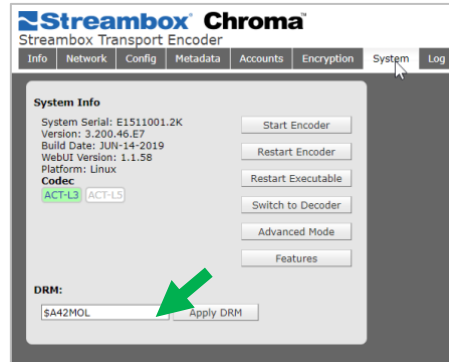 Streambox Chroma™
Streambox Transport Encoder
Info Network Config Metadata Accounts Encryption System Log
System Info
System Serial: E1511001.2K
Version: 3.200.46.E7
Build Date: JUN-14-2019
WebUI Version: 1.1.58
Platform: Linux
Codec
ACT-L3 ACT-L5
Start Encoder
Restart Encoder
Restart Executable
Switch to Decoder
Advanced Mode
Features
DRM:
$A42MOL Apply DRM